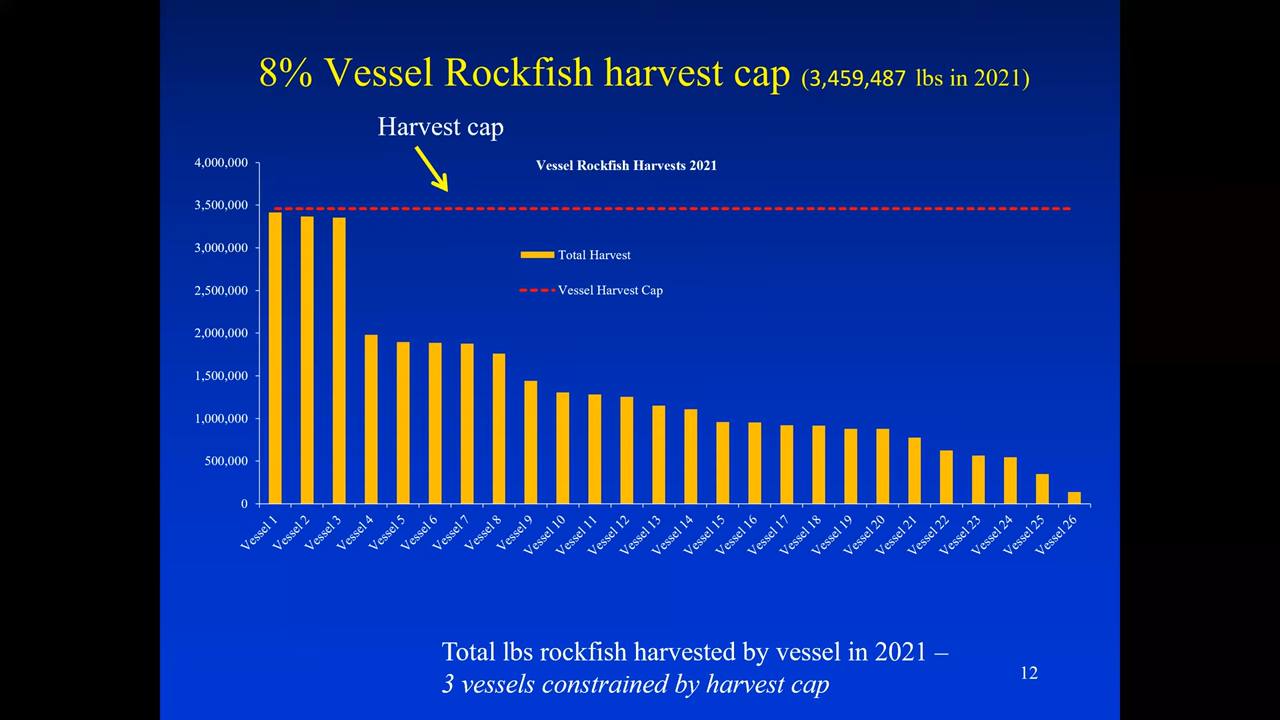 8% Vessel Rockfish harvest cap (3,459,487 lbs in 2021)
Harvest cap
Vessel Rockfish Harvests 2021
4,000,000
3,500,000
3,000,000
2,500,000
2,000,000
1,500,000
1,000,000
500,000
0
Total Harvest
Vessel Harvest Cap
Vessel 1
Vessel 2
Vessel 3
Vessel 4
Vessel 5
Vessel 6
Vessel 7
Vessel 8
Vessel 9
Vessel 10
Vessel 11
Vessel 12
Vessel 13
Vessel 14
Vessel 15
Vessel 16
Vessel 17
Vessel 18
Vessel 19
Vessel 20
Vessel 21
Vessel 22
Vessel 23
Vessel 24
Vessel 25
Vessel 26
Total lbs rockfish harvested by vessel in 2021 –
3 vessels constrained by harvest cap
12